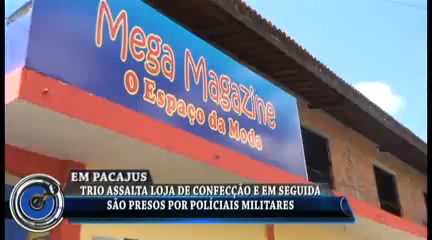 Mega Magazine
O Espaço da Moda
EM PACAJUS
TRIO ASSALTA LOJA DE CONFECÇÃO E EM SEGUIDA
SÃO PRESOS POR POLÍCIAIS MILITARES